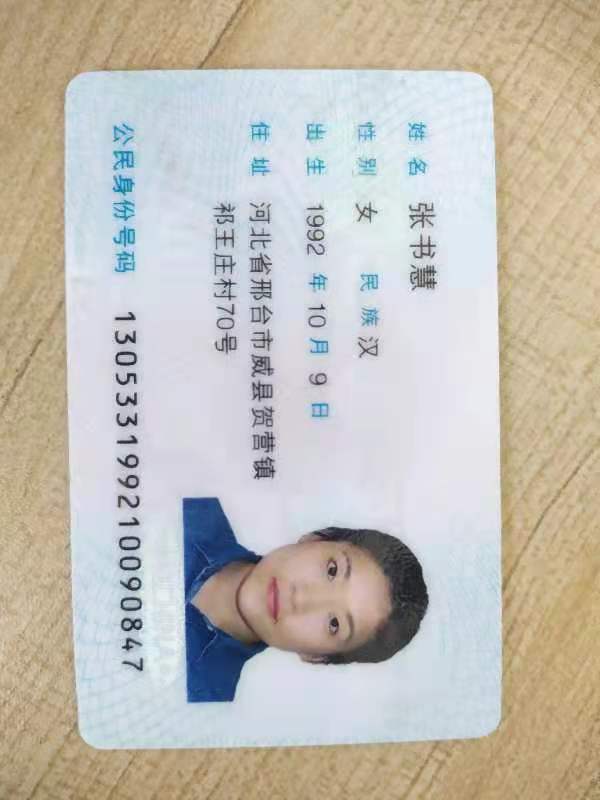 姓名 张书慧
性别 女 民族 汉
出生 1992 年 10 月 9 日
住址 河北省邢台市威县贺营镇
祁王庄村70号
公民身份号码 130533199210090847